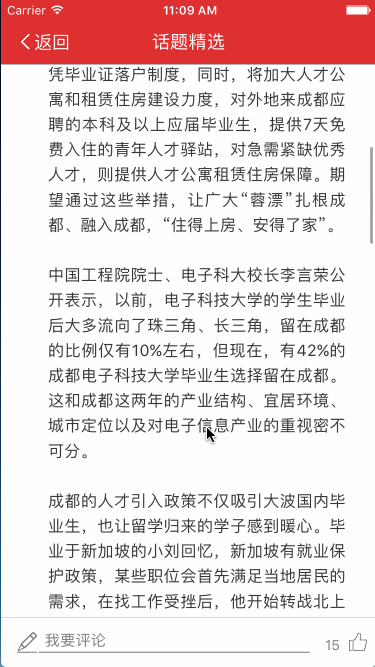 Carrier 11:09 AM
返回 话题精选
凭毕业证落户制度，同时，将加大人才公
寓和租赁住房建设力度，对外地来成都应
聘的本科及以上应届毕业生，提供7天免
费入住的青年人才驿站，对急需紧缺优秀
人才，则提供人才公寓租赁住房保障。期
望通过这些举措，让广大“蓉漂”扎根成
都、融入成都，“住得上房、安得了家”。
中国工程院院士、电子科大校长李言荣公
开表示，以前，电子科技大学的学生毕业
后大多流向了珠三角、长三角，留在成都
的比例仅有10%左右，但现在，有42%的
成都电子科技大学毕业生选择留在成都。
这和成都这两年的产业结构、宜居环境、
城市定位以及对电子信息产业的重视密不
可分。
成都的人才引入政策不仅吸引大波国内毕
业生，也让留学归来的学子感到暖心。毕
业于新加坡的小刘回忆，新加坡有就业保
护政策，某些职位会首先满足当地居民的
需求，在找工作受挫后，他开始转战北上
我要评论 15